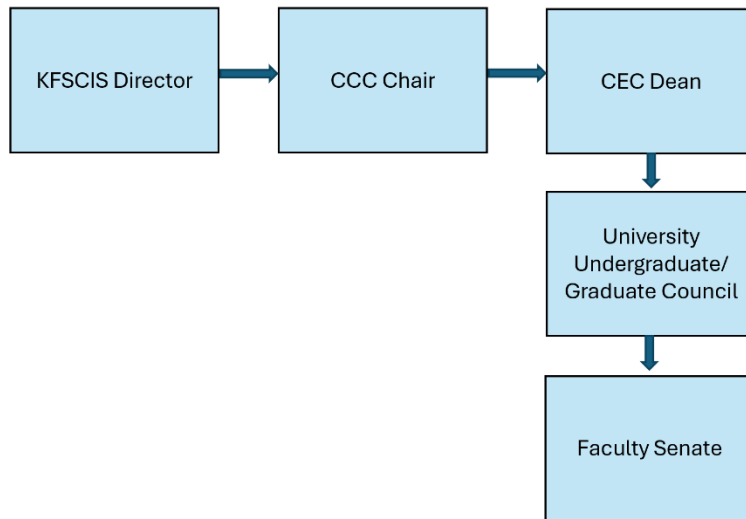 KFSCIS Director
CCC Chair
CEC Dean
University
Undergraduate/
Graduate Council
Faculty Senate